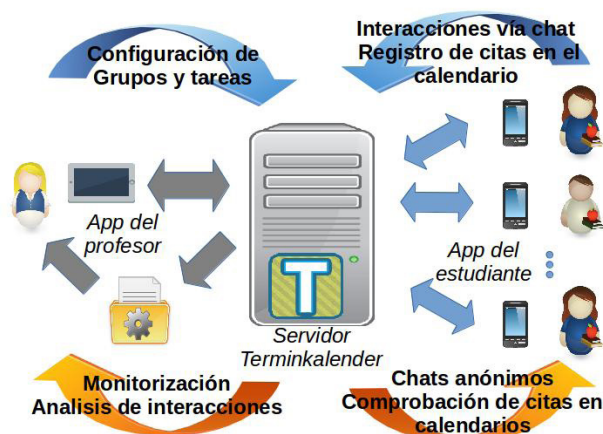 Configuración de
Grupos y tareas
Interacciones vía chat
Registro de citas en el
calendario
App del
profesor
T
App del
estudiante
Servidor
Terminkalender
Monitorización
Analisis de interacciones
Chats anónimos
Comprobación de citas en
calendarios